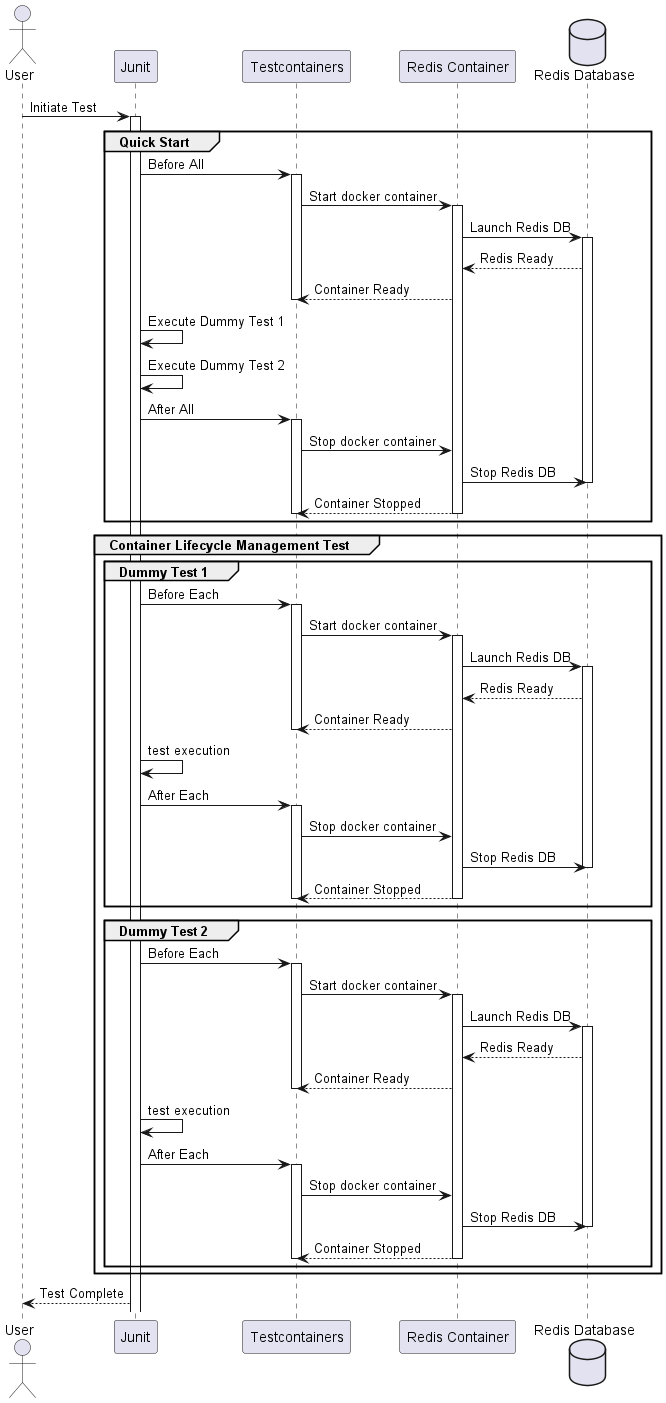 User
Junit
Testcontainers
Redis Container
Redis Database
Initiate Test
Quick Start
Before All
Start docker container
Launch Redis DB
Redis Ready
Container Ready
Execute Dummy Test 1
Execute Dummy Test 2
After All
Stop docker container
Stop Redis DB
Container Stopped
Container Lifecycle Management Test
Dummy Test 1
Before Each
Start docker container
Launch Redis DB
Redis Ready
Container Ready
test execution
After Each
Stop docker container
Stop Redis DB
Container Stopped
Dummy Test 2
Before Each
Start docker container
Launch Redis DB
Redis Ready
Container Ready
test execution
After Each
Stop docker container
Stop Redis DB
Container Stopped
Test Complete
User
Junit
Testcontainers
Redis Container
Redis Database